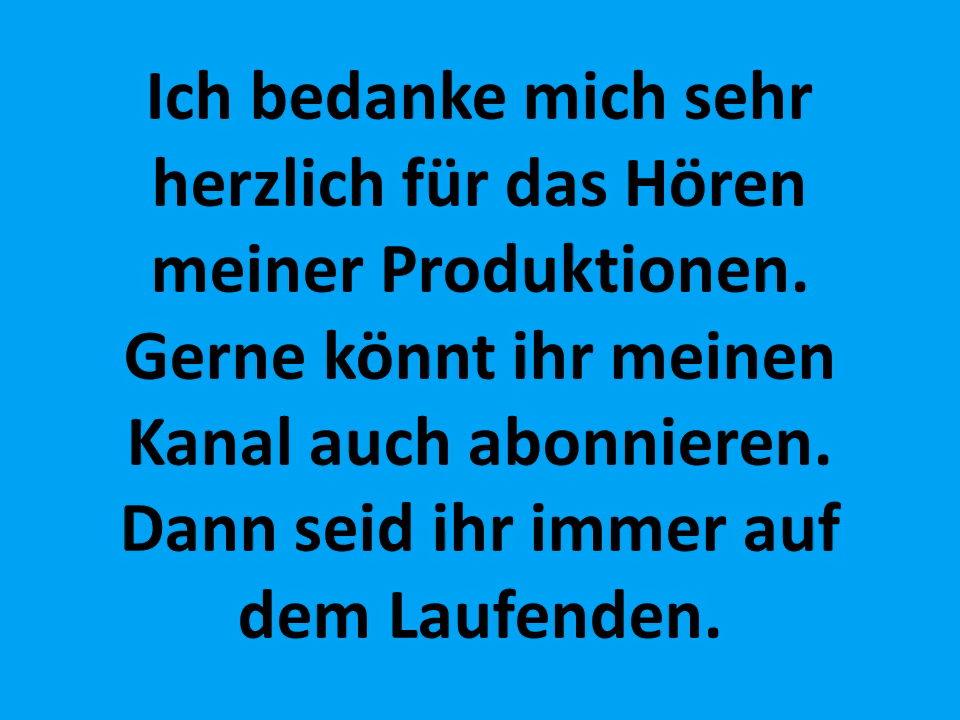 Ich bedanke mich sehr
herzlich für das Hören
meiner Produktionen.
Gerne könnt ihr meinen
Kanal auch abonnieren.
Dann seid ihr immer auf
dem Laufenden.